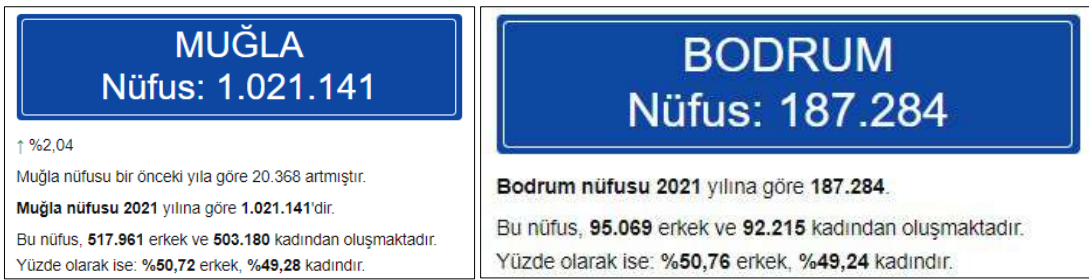 MUĞLA
Nüfus: 1.021.141
↑ %2,04
Muğla nüfusu bir önceki yıla göre 20.368 artmıştır.
Muğla nüfusu 2021 yılına göre 1.021.141'dir.
Bu nüfus, 517.961 erkek ve 503.180 kadından oluşmaktadır.
Yüzde olarak ise: %50,72 erkek, %49,28 kadındır.
BODRUM
Nüfus: 187.284
Bodrum nüfusu 2021 yılına göre 187.284.
Bu nüfus, 95.069 erkek ve 92.215 kadından oluşmaktadır.
Yüzde olarak ise: %50,76 erkek, %49,24 kadındır.